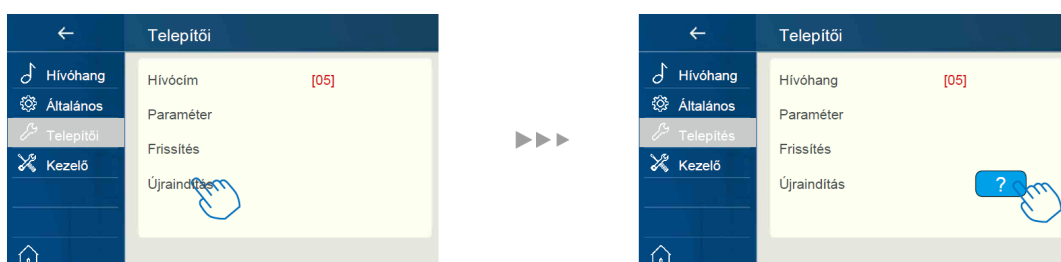 Telepítői
Hívóhang
Általános
Telepítői
Kezelő
Hívócím [05]
Paraméter
Frissítés
Újraindítás
Telepítői
Hívóhang
Általános
Telepítés
Kezelő
Hívóhang [05]
Paraméter
Frissítés
Újraindítás
?